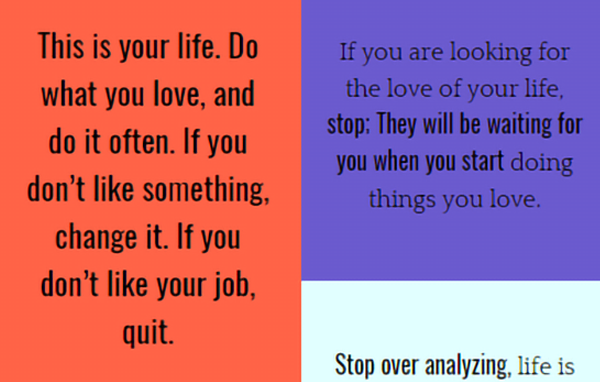 This is your life. Do
what you love, and
do it often. If you
don't like something,
change it. If you
don't like your job,
quit.
If you are looking for
the love of your life,
stop; They will be waiting for
you when you start doing
things you love.
Stop over analyzing, life is